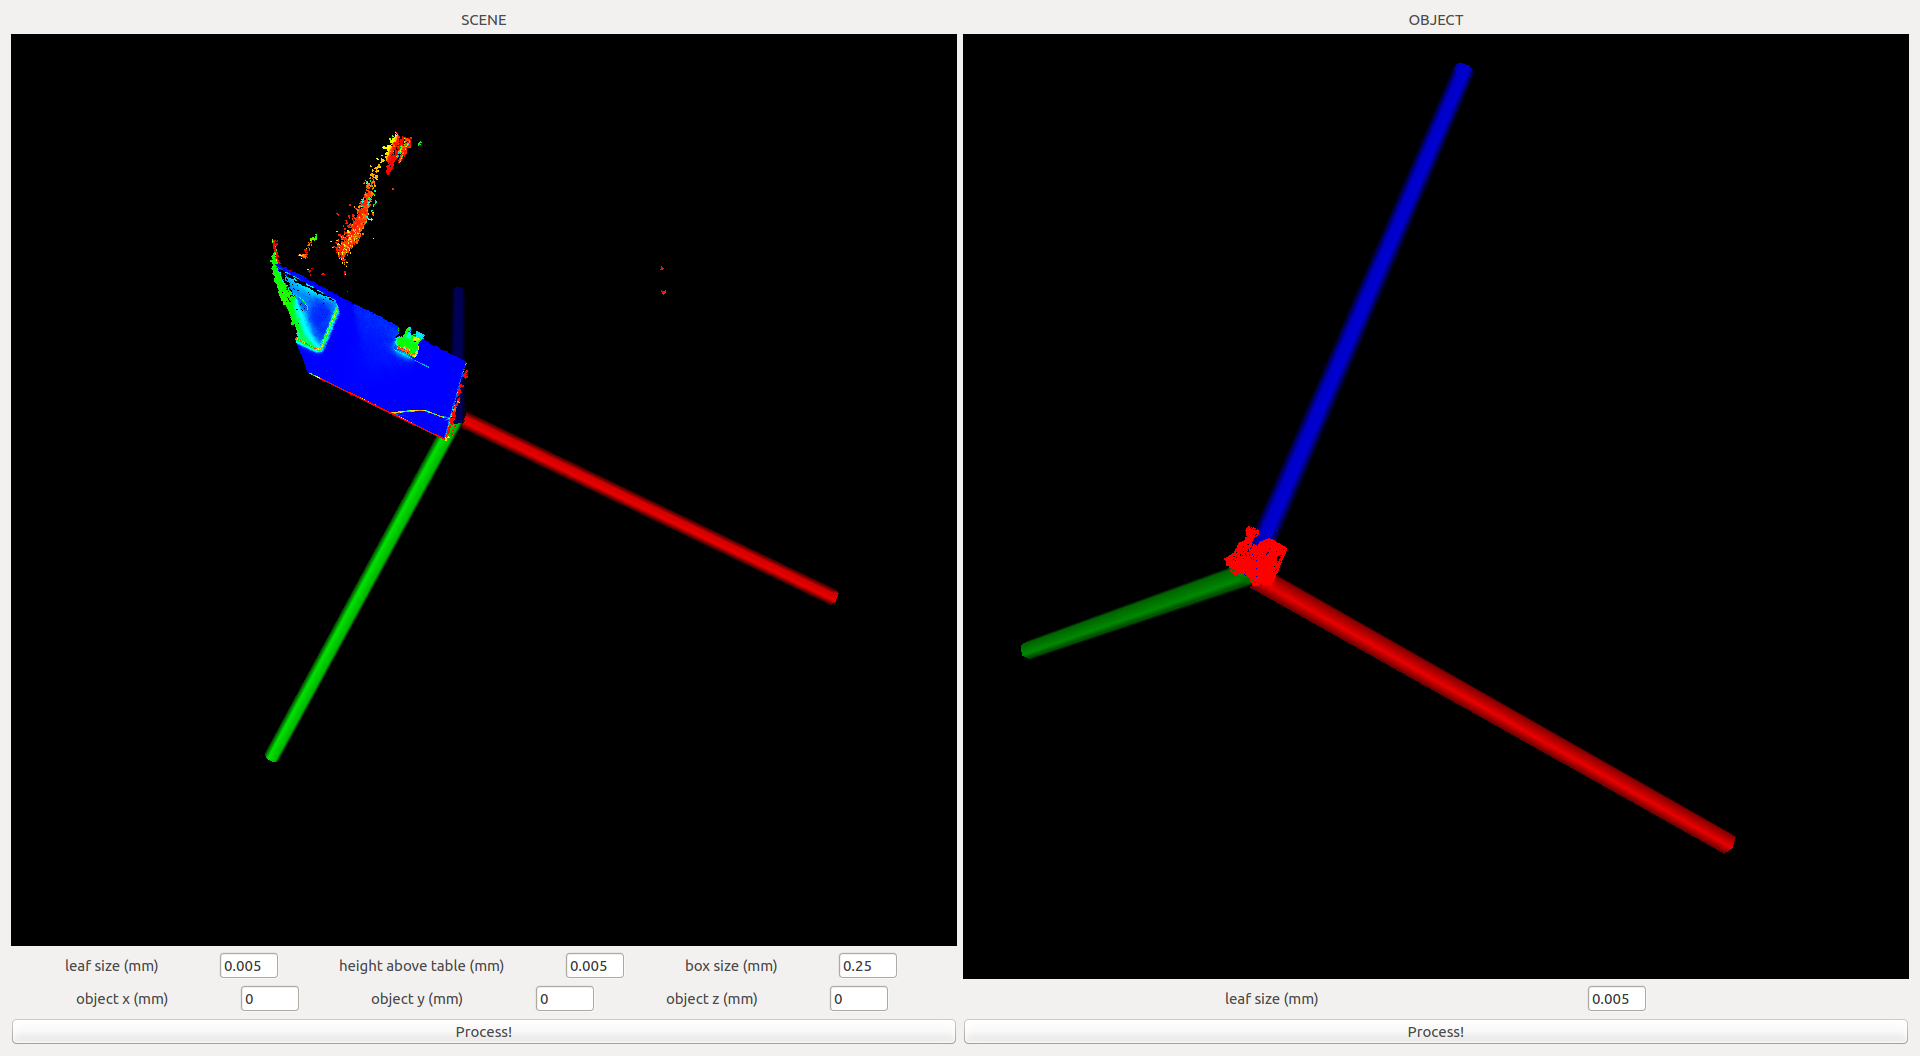 SCENE
OBJECT
leaf size (mm) 0.005 height above table (mm) 0.005 box size (mm) 0.25
object x (mm) 0 object y (mm) 0 object z (mm) 0
leaf size (mm) 0.005
Process!
Process!